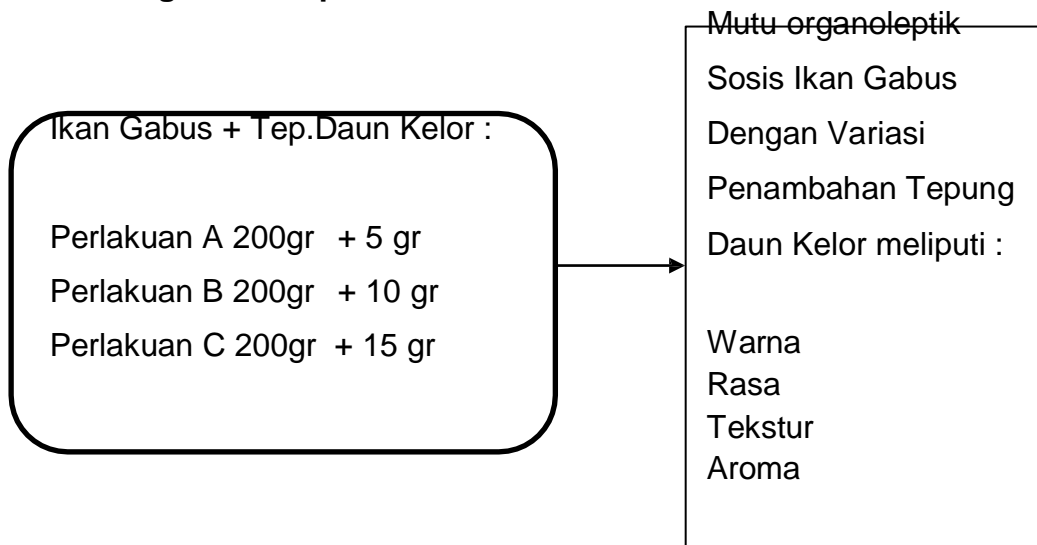 Ikan Gabus + Tep.Daun Kelor :
Perlakuan A 200gr + 5 gr
Perlakuan B 200gr + 10 gr
Perlakuan C 200gr + 15 gr
Mutu organoleptik
Sosis Ikan Gabus
Dengan Variasi
Penambahan Tepung
Daun Kelor meliputi :
Warna
Rasa
Tekstur
Aroma